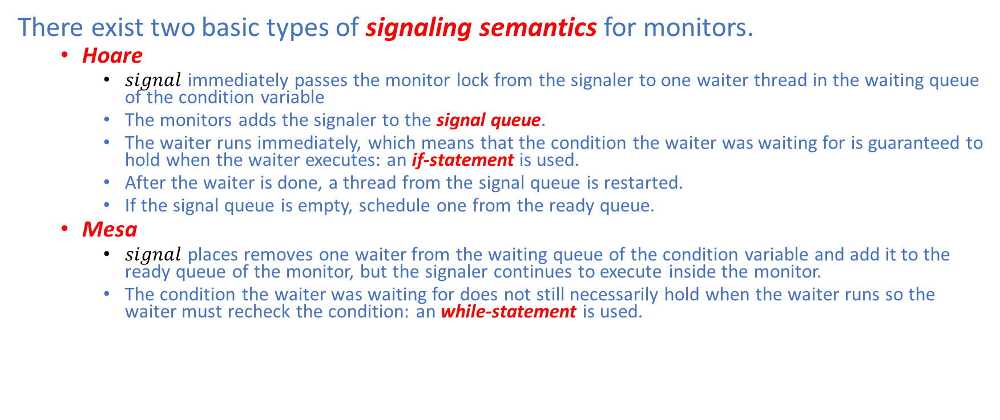 There exist two basic types of signaling semantics for monitors.
• Hoare
• signal immediately passes the monitor lock from the signaler to one waiter thread in the waiting queue
of the condition variable
• The monitors adds the signaler to the signal queue.
• The waiter runs immediately, which means that the condition the waiter was waiting for is guaranteed to
hold when the waiter executes: an if-statement is used.
• After the waiter is done, a thread from the signal queue is restarted.
• If the signal queue is empty, schedule one from the ready queue.
• Mesa
• signal places removes one waiter from the waiting queue of the condition variable and add it to the
ready queue of the monitor, but the signaler continues to execute inside the monitor.
• The condition the waiter was waiting for does not still necessarily hold when the waiter runs so the
waiter must recheck the condition: an while-statement is used.